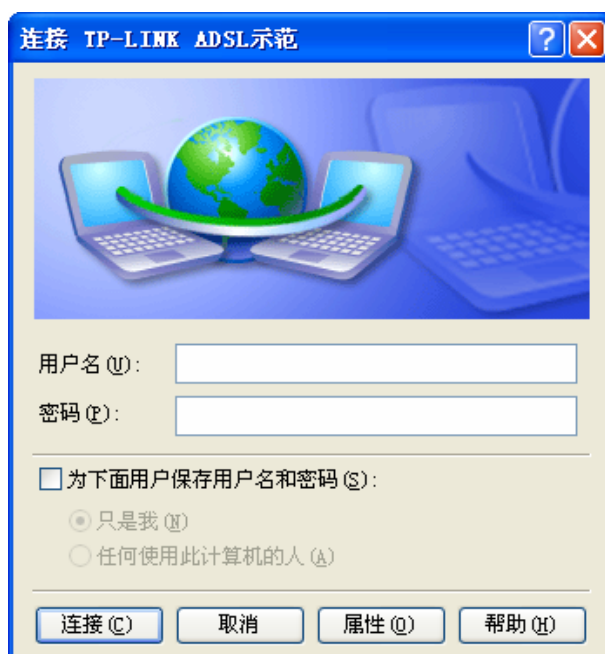 连接 TP-LINK ADSL示范
用户名(U):
密码(P):
为下面用户保存用户名和密码(S):
只是我(N)
任何使用此计算机的人(A)
连接(C) 取消 属性(O) 帮助(H)